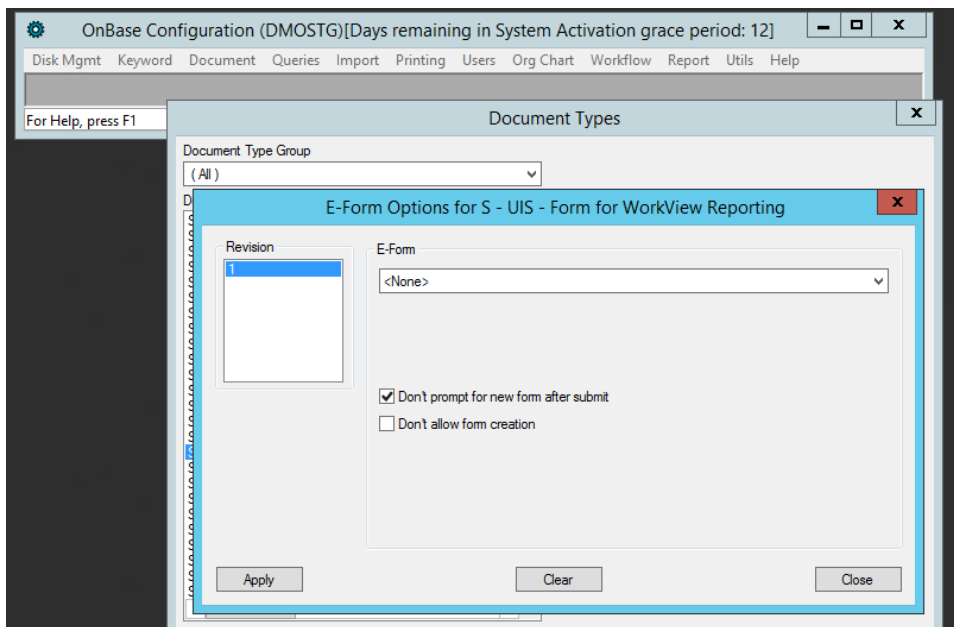 OnBase Configuration (DMOSTG)[Days remaining in System Activation grace period: 12]
Disk Mgmt Keyword Document Queries Import Printing Users Org Chart Workflow Report Utils Help
For Help, press F1
Document Types
Document Type Group
( All )
E-Form Options for S - UIS - Form for WorkView Reporting
Revision
1
E-Form
<None>
Don't prompt for new form after submit
Don't allow form creation
Apply
Clear
Close